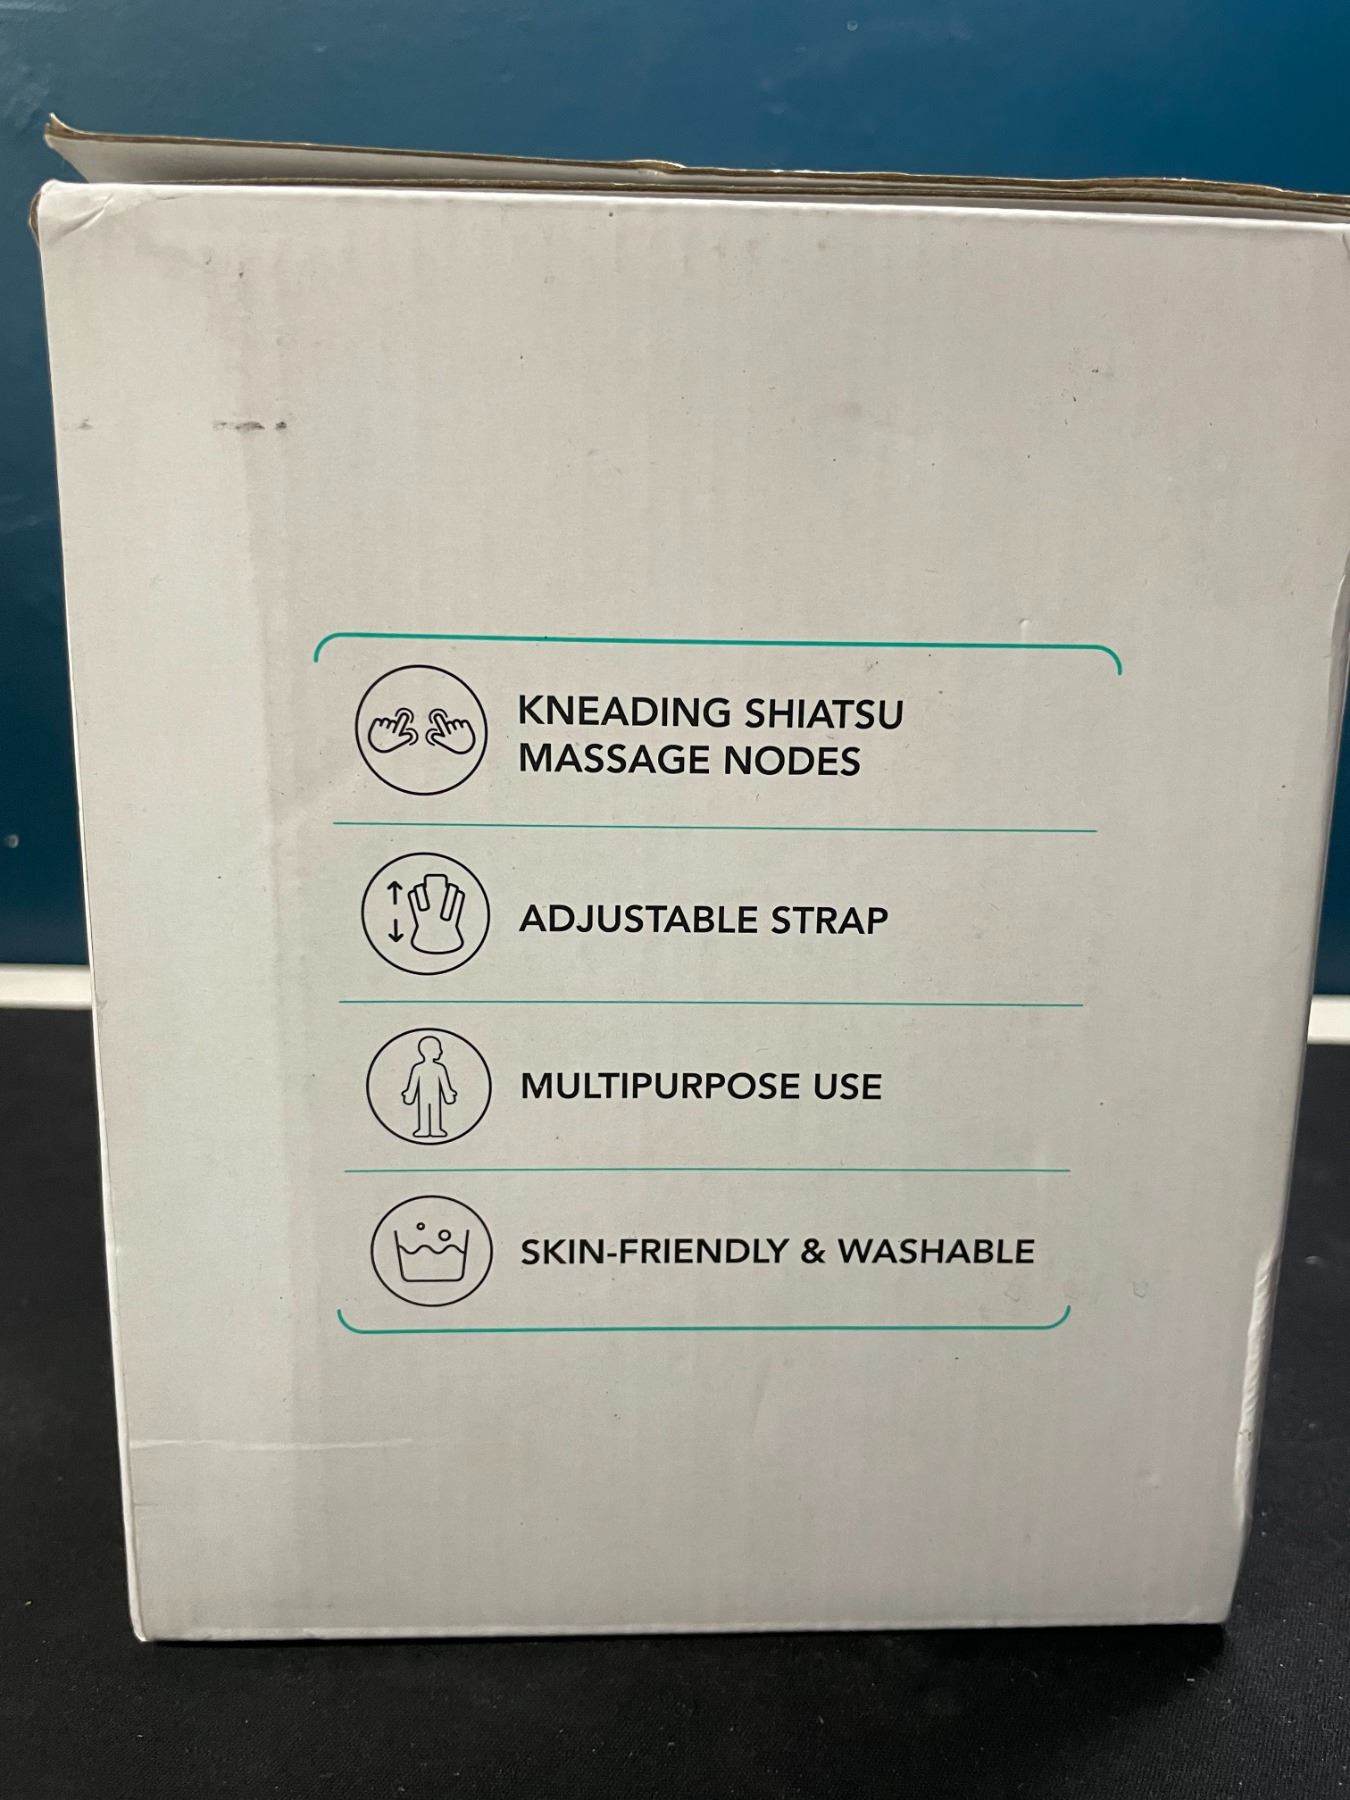 KNEADING SHIATSU
MASSAGE NODES
ADJUSTABLE STRAP
MULTIPURPOSE USE
SKIN-FRIENDLY & WASHABLE